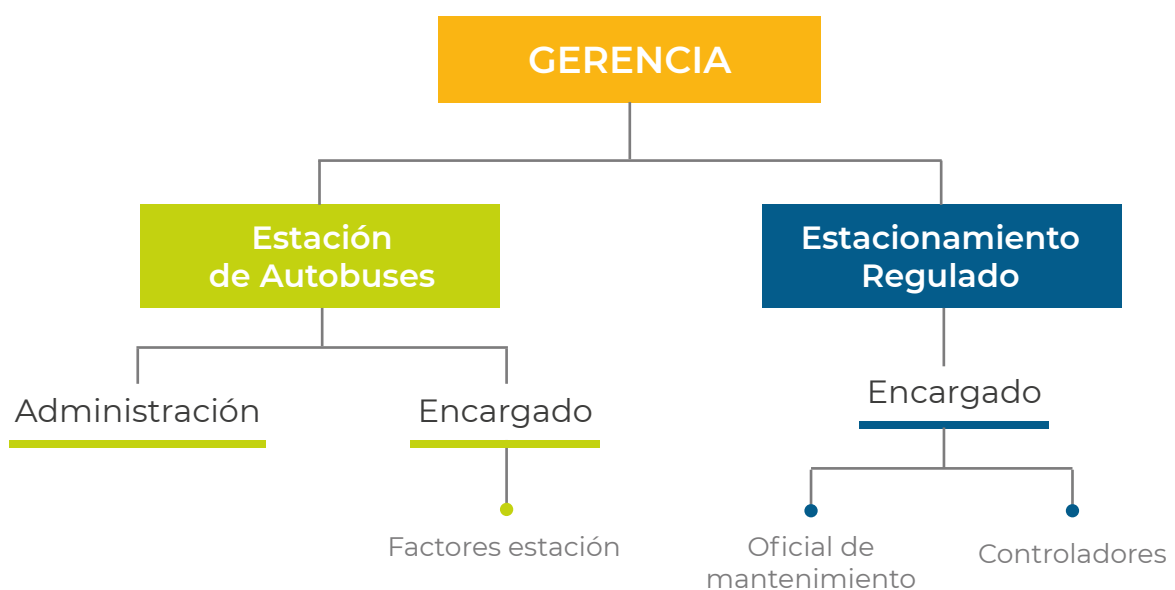 GERENCIA
Estación
de Autobuses
Estacionamiento
Regulado
Administración
Encargado
Encargado
Factores estación
Oficial de
mantenimiento
Controladores